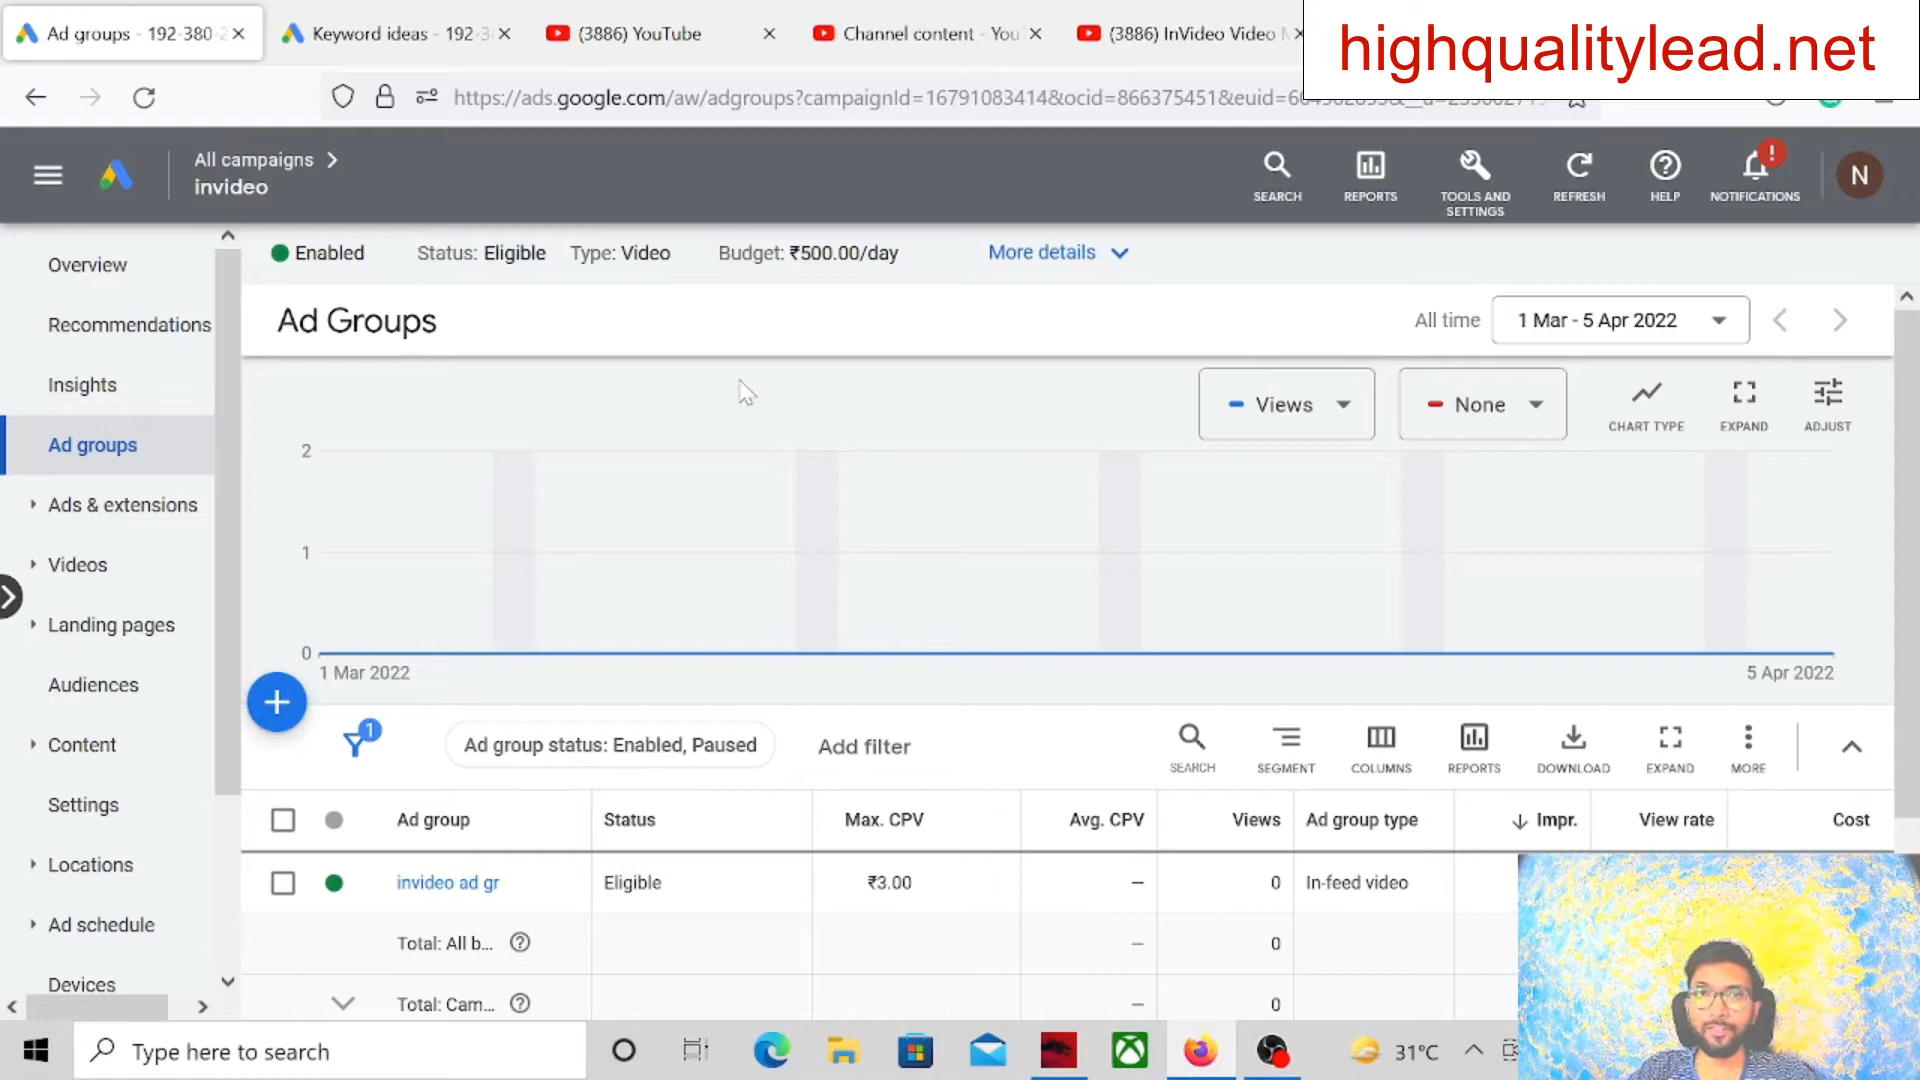 Ad groups - 192-380-2
Keyword ideas - 192-3
(3886) YouTube
Channel content - You
(3886) InVideo Video M
highqualitylead.net
https://ads.google.com/aw/adgroups?campaignId=16791083414&ocid=866375451&euid=
All campaigns
invideo
SEARCH
REPORTS
TOOLS AND SETTINGS
REFRESH
HELP
!
NOTIFICATIONS
N
Enabled
Status: Eligible
Type: Video
Budget: ₹500.00/day
More details
Overview
Recommendations
Insights
Ad groups
Ads & extensions
Videos
Landing pages
Audiences
Content
Settings
Locations
Ad schedule
Devices
Ad Groups
All time
1 Mar - 5 Apr 2022
Views
None
CHART TYPE
EXPAND
ADJUST
2
1
0
1 Mar 2022
5 Apr 2022
1
Ad group status: Enabled, Paused
Add filter
SEARCH
SEGMENT
COLUMNS
REPORTS
DOWNLOAD
EXPAND
MORE
Ad group
Status
Max. CPV
Avg. CPV
Views
Ad group type
Impr.
View rate
Cost
invideo ad gr
Eligible
₹3.00
—
0
In-feed video
Total: All b...
—
0
Total: Cam...
—
0
Type here to search
31°C